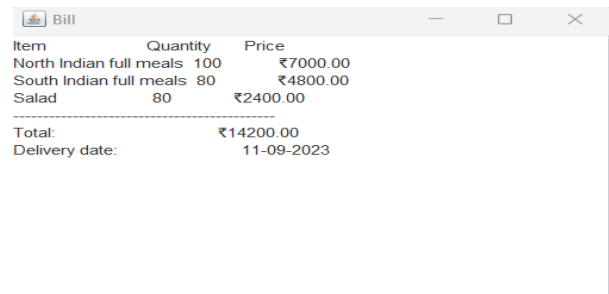 Bill
Item Quantity Price
North Indian full meals 100 ₹7000.00
South Indian full meals 80 ₹4800.00
Salad 80 ₹2400.00
--------------------------------------------
Total: ₹14200.00
Delivery date: 11-09-2023